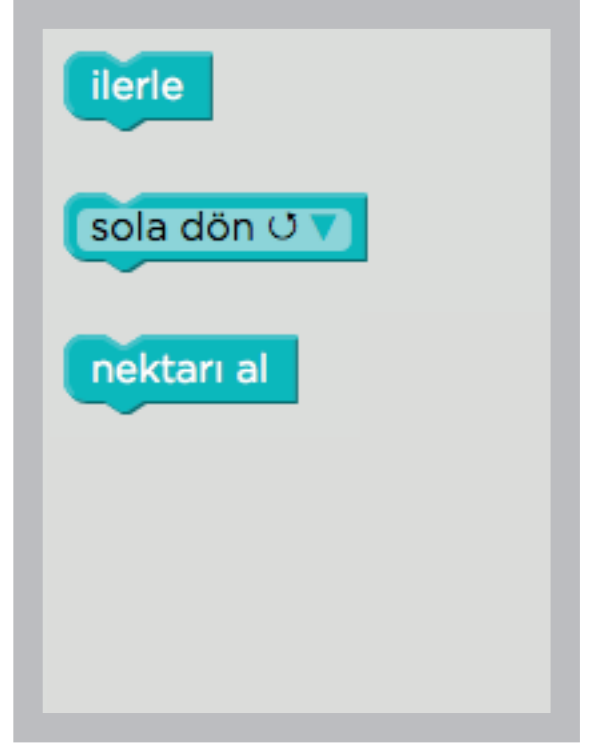 ilerle
sola dön ↺ ▼
nektarı al